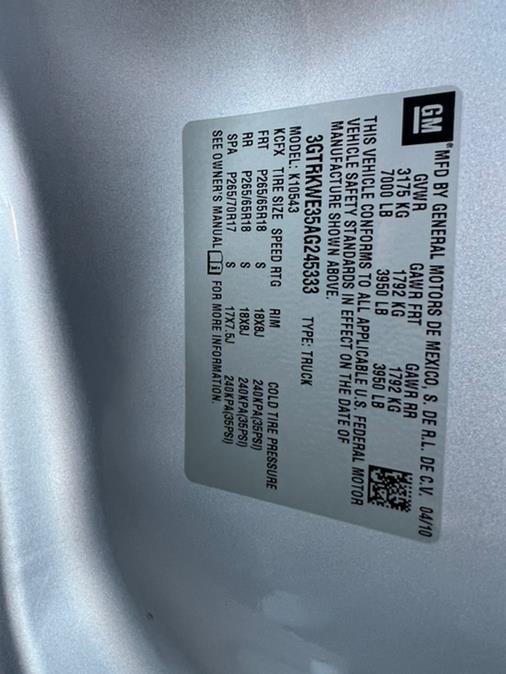 GM
MFD BY GENERAL MOTORS DE MEXICO, S. DE R.L. DE C.V. 04/10
GVWR GAWR FRT GAWR RR
3175 KG 1792 KG 1792 KG
7000 LB 3950 LB 3950 LB
THIS VEHICLE CONFORMS TO ALL APPLICABLE U.S. FEDERAL MOTOR
VEHICLE SAFETY STANDARDS IN EFFECT ON THE DATE OF
MANUFACTURE SHOWN ABOVE.
3GTRKWE35AG245333 TYPE: TRUCK
MODEL: K10543
KCFX TIRE SIZE SPEED RTG RIM COLD TIRE PRESSURE
FRT P265/65R18 S 18X8J 240KPA(35PSI)
RR P265/65R18 S 18X8J 240KPA(35PSI)
SPA P265/70R17 S 17X7.5J 240KPA(35PSI)
SEE OWNER'S MANUAL FOR MORE INFORMATION.